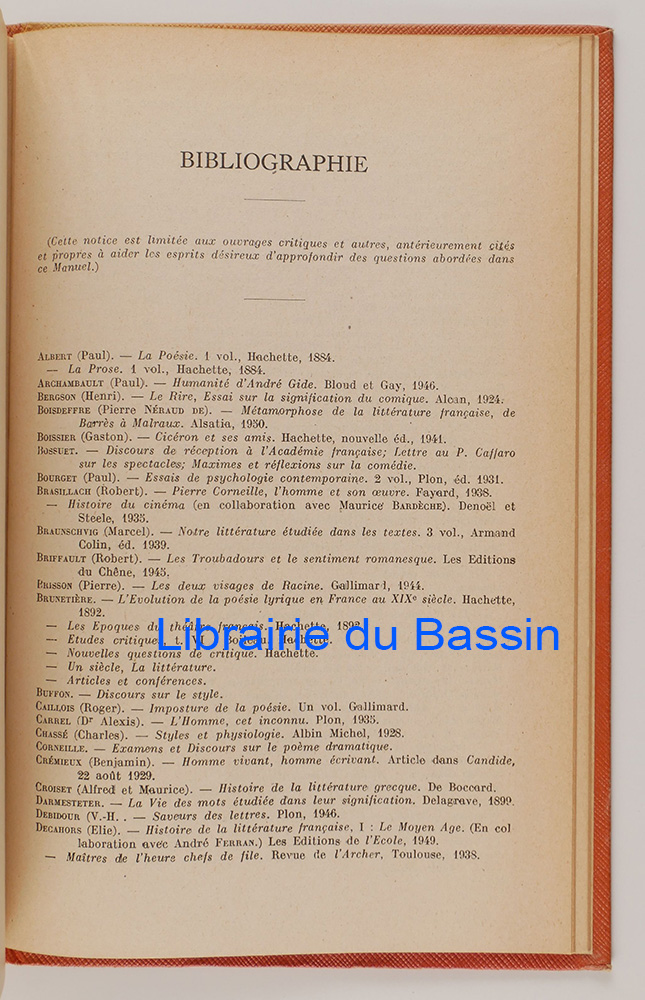 BIBLIOGRAPHIE
(Cette notice est limitée aux ouvrages critiques et autres, antérieurement cités
et propres à aider les esprits désireux d'approfondir des questions abordées dans
ce Manuel.)
ALBERT (Paul). — La Poésie. 1 vol., Hachette, 1884.
— La Prose. 1 vol., Hachette, 1884.
ARCHAMBAULT (Paul). — Humanité d'André Gide. Bloud et Gay, 1946.
BERGSON (Henri). — Le Rire, Essai sur la signification du comique. Alcan, 1924.
BOISDEFFRE (Pierre NÉRAUD DE). — Métamorphose de la littérature française, de
Barrès à Malraux. Alsatia, 1950.
BOISSIER (Gaston). — Cicéron et ses amis. Hachette, nouvelle éd., 1941.
BOSSUET. — Discours de réception à l'Académie française; Lettre au P. Caffaro
sur les spectacles; Maximes et réflexions sur la comédie.
BOURGET (Paul). — Essais de psychologie contemporaine. 2 vol., Plon, éd. 1931.
BRASILLACH (Robert). — Pierre Corneille, l'homme et son œuvre. Fayard, 1938.
— Histoire du cinéma (en collaboration avec Maurice BARDÈCHE). Denoël et
Steele, 1935.
BRAUNSCHVIG (Marcel). — Notre littérature étudiée dans les textes. 3 vol., Armand
Colin, éd. 1939.
BRIFFAULT (Robert). — Les Troubadours et le sentiment romanesque. Les Editions
du Chêne, 1945.
BRISSON (Pierre). — Les deux visages de Racine. Gallimard, 1944.
BRUNETIÈRE. — L'Evolution de la poésie lyrique en France au XIXe siècle. Hachette,
1892.
— Les Epoques du théâtre français. Hachette, 1892
— Etudes critiques, t. VI Boileau. Hachette.
Librairie du Bassin
— Nouvelles questions de critique. Hachette.
— Un siècle, La littérature.
— Articles et conférences.
BUFFON. — Discours sur le style.
CAILLOIS (Roger). — Imposture de la poésie. Un vol. Gallimard.
CARREL (Dr Alexis). — L'Homme, cet inconnu. Plon, 1935.
CHASSÉ (Charles). — Styles et physiologie. Albin Michel, 1928.
CORNEILLE. — Examens et Discours sur le poème dramatique.
CRÉMIEUX (Benjamin). — Homme vivant, homme écrivant. Article dans Candide,
22 août 1929.
CROISET (Alfred et Maurice). — Histoire de la littérature grecque. De Boccard.
DARMESTETER. — La Vie des mots étudiée dans leur signification. Delagrave, 1899.
DEBIDOUR (V.-H. . — Saveurs des lettres. Plon, 1946.
DECAHORS (Elie). — Histoire de la littérature française, I : Le Moyen Age. (En col
laboration avec André FERRAN.) Les Editions de l'Ecole, 1949.
— Maîtres de l'heure chefs de file. Revue de l'Archer, Toulouse, 1938.